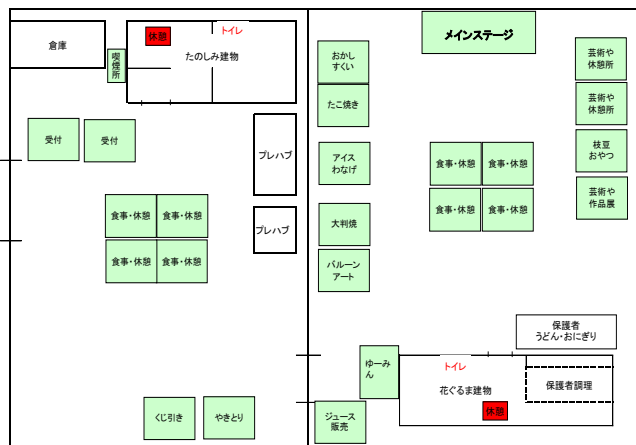 倉庫
喫
煙
所
休憩
トイレ
たのしみ建物
受付
受付
プレハブ
プレハブ
食事・休憩
食事・休憩
食事・休憩
食事・休憩
くじ引き
やきとり
おかし
すくい
たこ焼き
アイス
わなげ
大判焼
バルーン
アート
メインステージ
食事・休憩
食事・休憩
食事・休憩
食事・休憩
芸術や
休憩所
芸術や
休憩所
枝豆
おやつ
芸術や
作品展
保護者
うどん・おにぎり
ゆーみ
ん
トイレ
花ぐるま建物
休憩
保護者調理
ジュース
販売